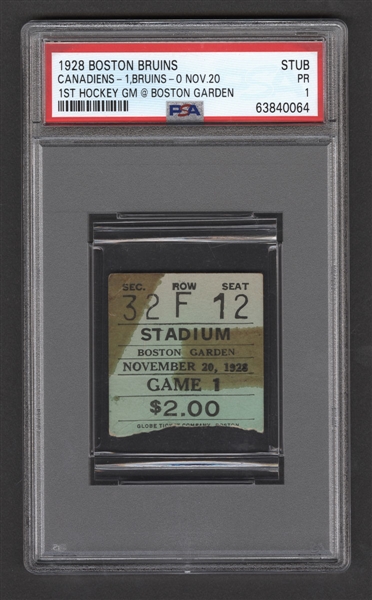 1928 BOSTON BRUINS STUB
CANADIENS - 1,BRUINS - 0 NOV.20 PR
1ST HOCKEY GM @ BOSTON GARDEN 1
PSA 63840064
SEC. ROW SEAT
32 F 12
STADIUM
BOSTON GARDEN
NOVEMBER 20, 1928
GAME 1
$2.00
GLOBE TICKET COMPANY, BOSTON